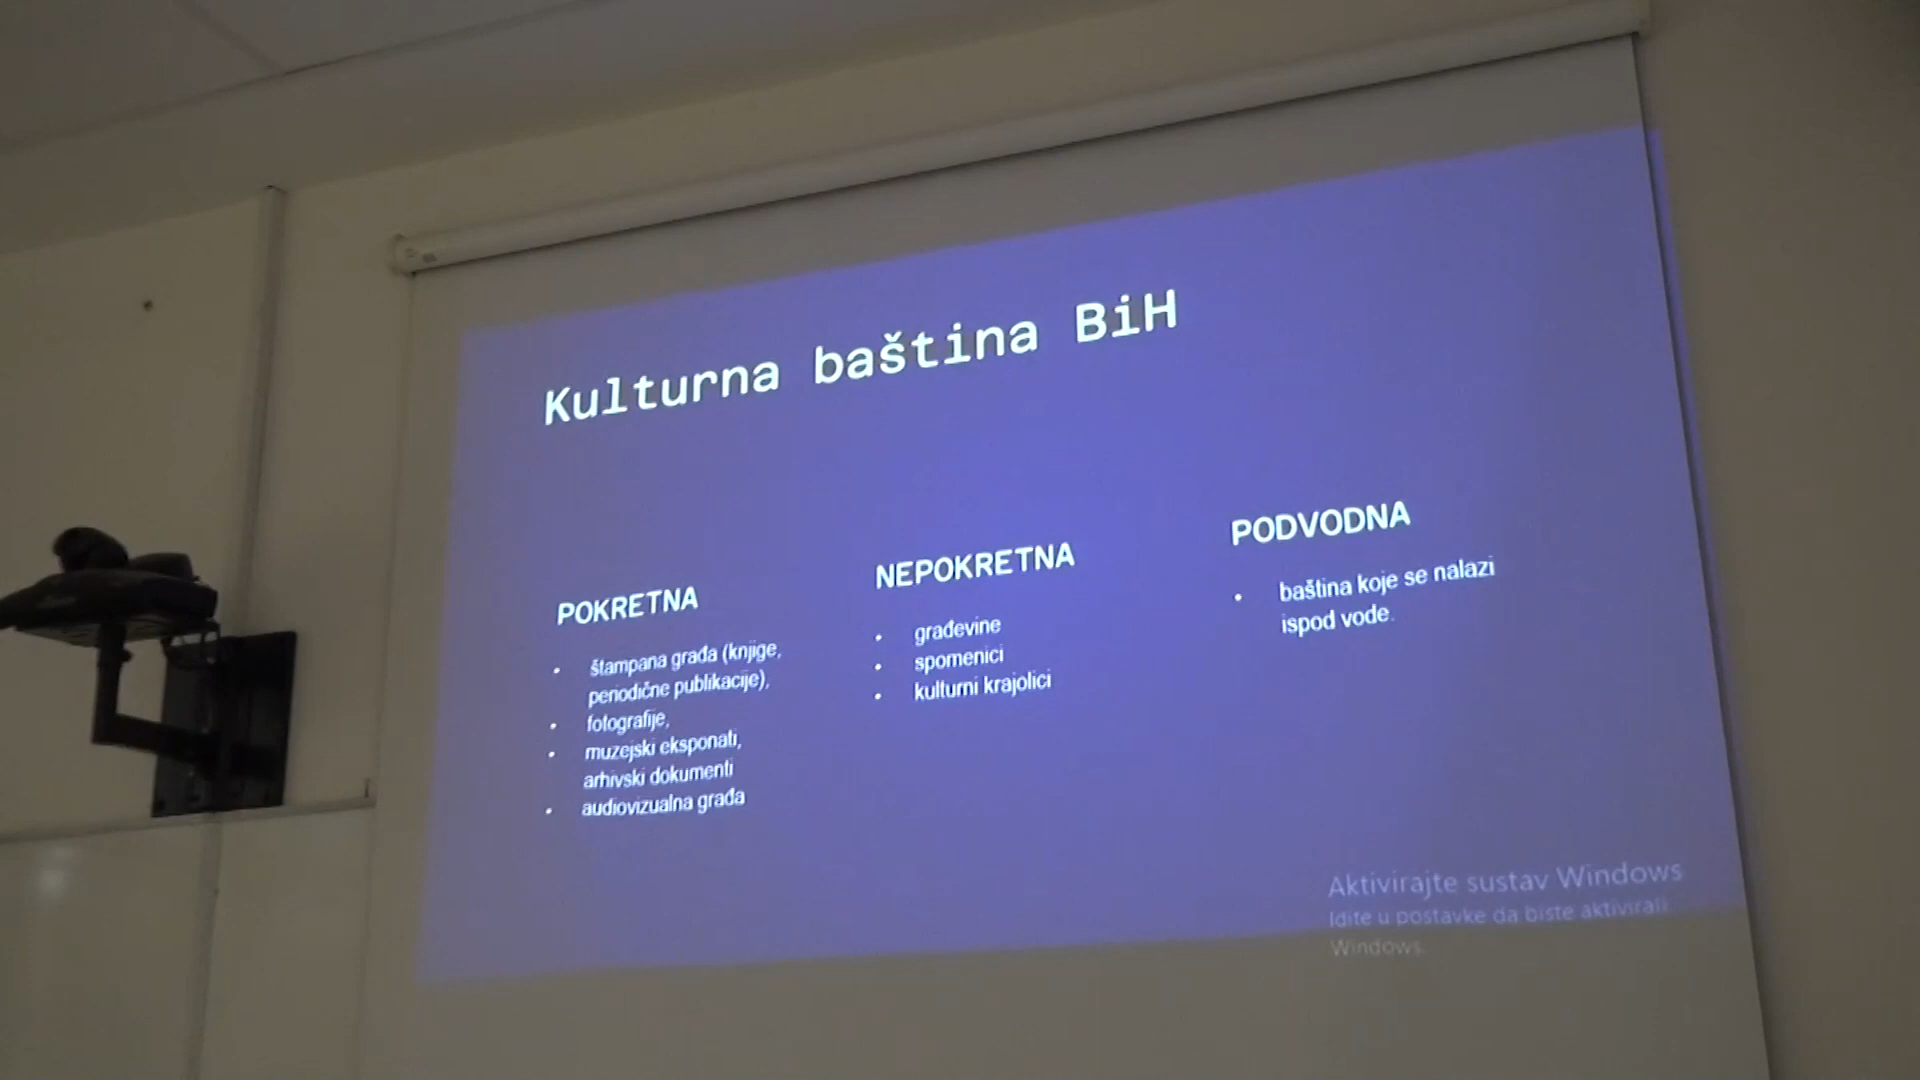 Kulturna baština BiH
POKRETNA
štampana građa (knjige,
periodične publikacije),
fotografije,
muzejski eksponati,
arhivski dokumenti
audiovizualna građa
NEPOKRETNA
građevine
spomenici
kulturni krajolici
PODVODNA
baština koje se nalazi
ispod vode.
Aktivirajte sustav Windows
Idite u postavke da biste aktivirali
Windows.